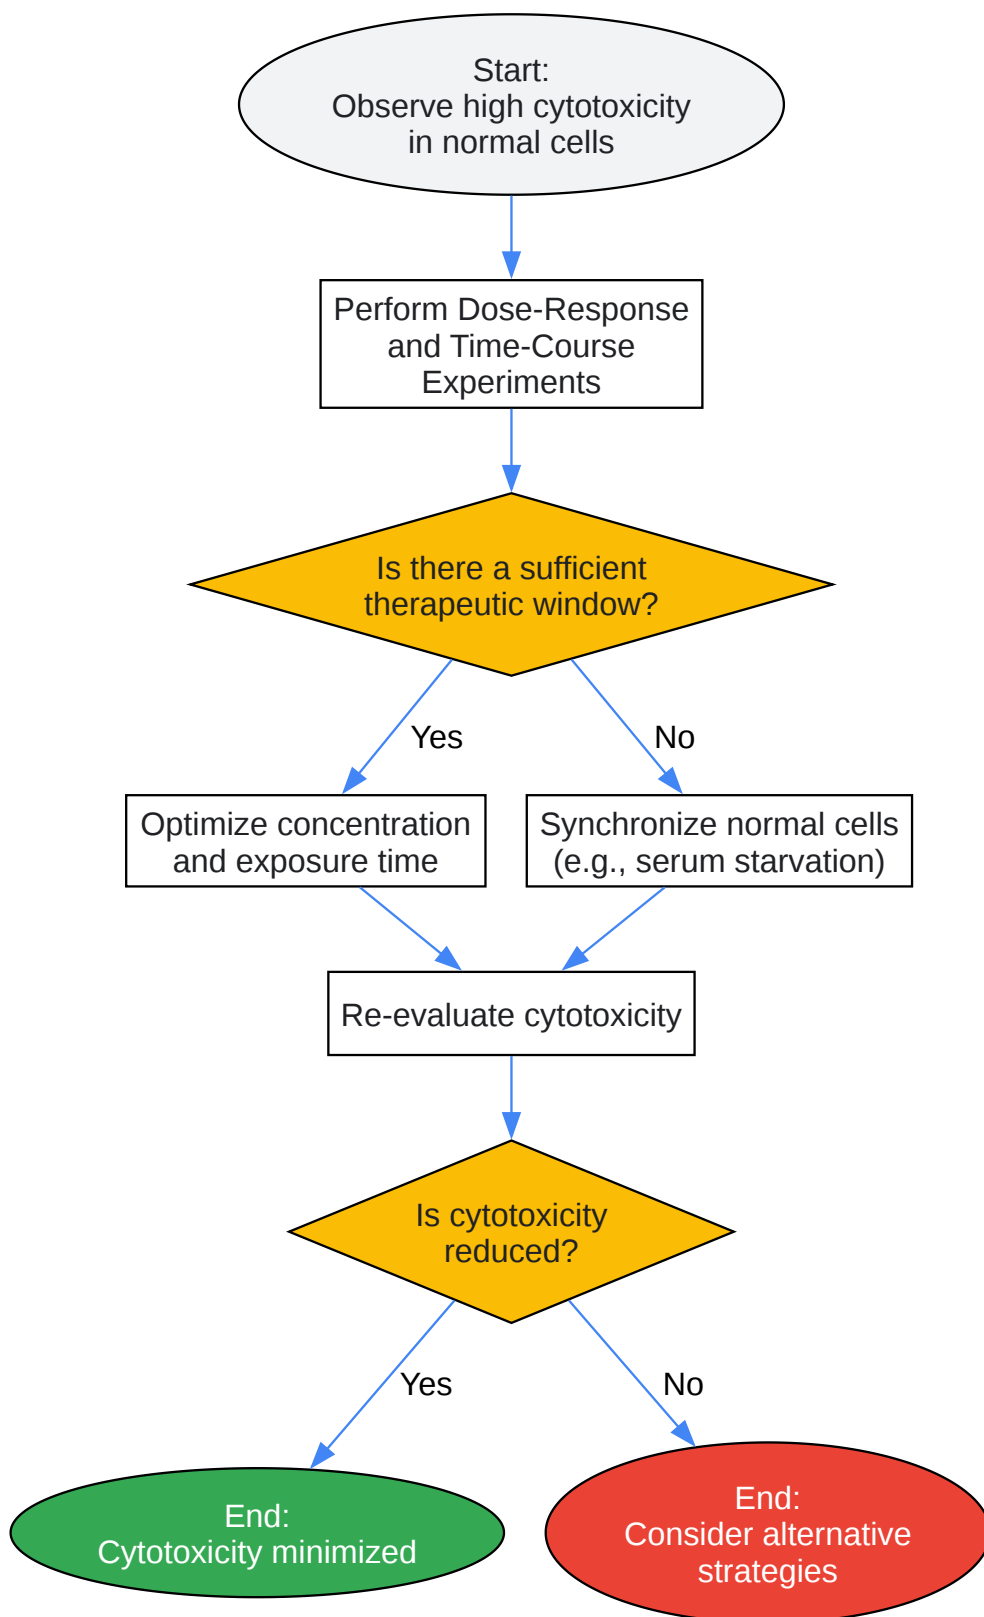 Start:
Observe high cytotoxicity
in normal cells
Perform Dose-Response
and Time-Course
Experiments
Is there a sufficient
therapeutic window?
Yes
No
Optimize concentration
and exposure time
Synchronize normal cells
(e.g., serum starvation)
Re-evaluate cytotoxicity
Is cytotoxicity
reduced?
Yes
No
End:
Cytotoxicity minimized
End:
Consider alternative
strategies